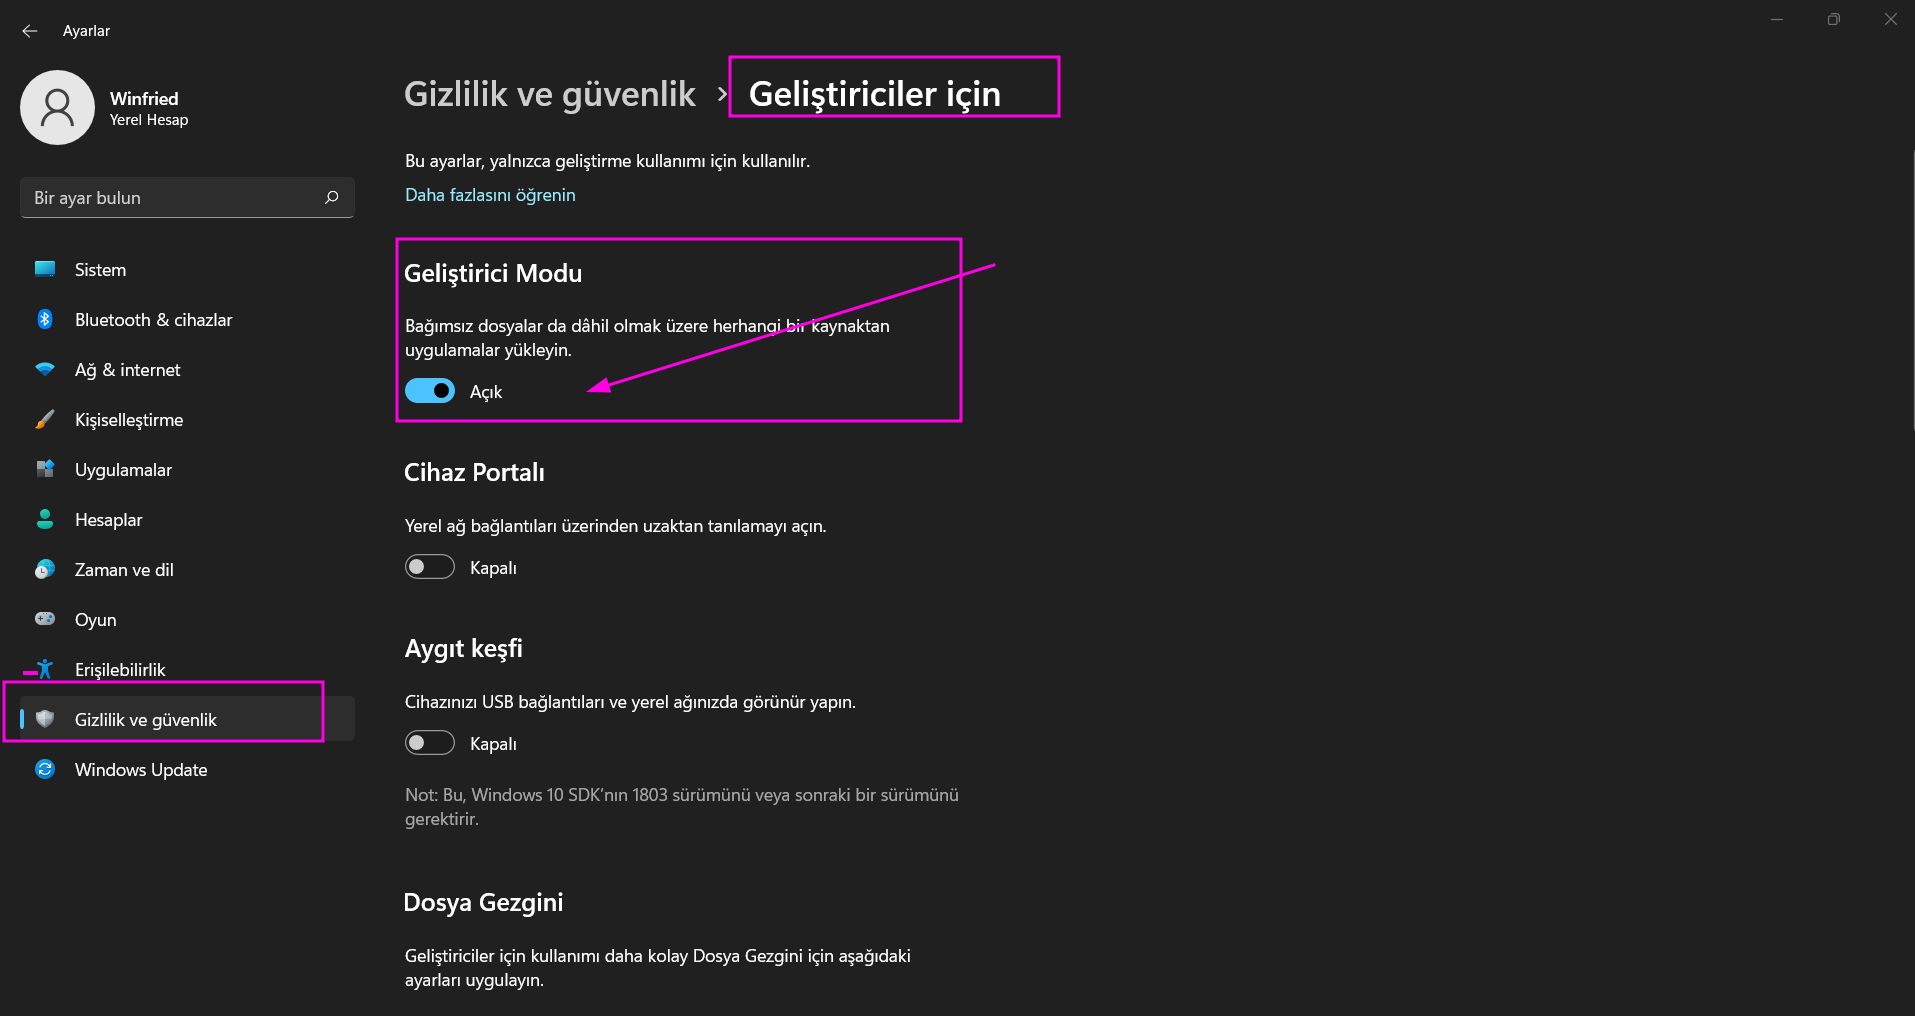 Ayarlar
Winfried
Yerel Hesap
Bir ayar bulun
Sistem
Bluetooth & cihazlar
Ağ & internet
Kişiselleştirme
Uygulamalar
Hesaplar
Zaman ve dil
Oyun
Erişilebilirlik
Gizlilik ve güvenlik
Windows Update
Gizlilik ve güvenlik › Geliştiriciler için
Bu ayarlar, yalnızca geliştirme kullanımı için kullanılır.
Daha fazlasını öğrenin
Geliştirici Modu
Bağımsız dosyalar da dâhil olmak üzere herhangi bir kaynaktan
uygulamalar yükleyin.
Açık
Cihaz Portalı
Yerel ağ bağlantıları üzerinden uzaktan tanılamayı açın.
Kapalı
Aygıt keşfi
Cihazınızı USB bağlantıları ve yerel ağınızda görünür yapın.
Kapalı
Not: Bu, Windows 10 SDK’nın 1803 sürümünü veya sonraki bir sürümünü
gerektirir.
Dosya Gezgini
Geliştiriciler için kullanımı daha kolay Dosya Gezgini için aşağıdaki
ayarları uygulayın.